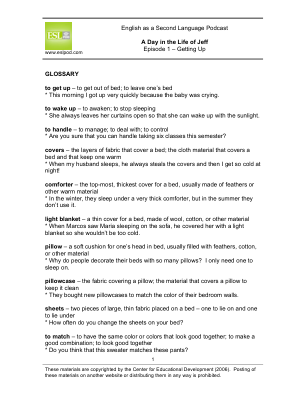 English as a Second Language Podcast
ESL
www.eslpod.com
A Day in the Life of Jeff
Episode 1 – Getting Up
GLOSSARY
to get up – to get out of bed; to leave one's bed
* This morning I got up very quickly because the baby was crying.
to wake up – to awaken; to stop sleeping
* She always leaves her curtains open so that she can wake up with the sunlight.
to handle – to manage; to deal with; to control
* Are you sure that you can handle taking six classes this semester?
covers – the layers of fabric that cover a bed; the cloth material that covers a
bed and that keep one warm
* When my husband sleeps, he always steals the covers and then I get so cold at
night!
comforter – the top-most, thickest cover for a bed, usually made of feathers or
other warm material
* In the winter, they sleep under a very thick comforter, but in the summer they
don't use it.
light blanket – a thin cover for a bed, made of wool, cotton, or other material
* When Marcos saw Maria sleeping on the sofa, he covered her with a light
blanket so she wouldn't be too cold.
pillow – a soft cushion for one's head in bed, usually filled with feathers, cotton,
or other material
* Why do people decorate their beds with so many pillows? I only need one to
sleep on.
pillowcase – the fabric covering a pillow; the material that covers a pillow to
keep it clean
* They bought new pillowcases to match the color of their bedroom walls.
sheets – two pieces of large, thin fabric placed on a bed – one to lie on and one
to lie under
* How often do you change the sheets on your bed?
to match – to have the same color or colors that look good together; to make a
good combination; to look good together
* Do you think that this sweater matches these pants?
1
These materials are copyrighted by the Center for Educational Development (2006). Posting of
these materials on another website or distributing them in any way is prohibited.